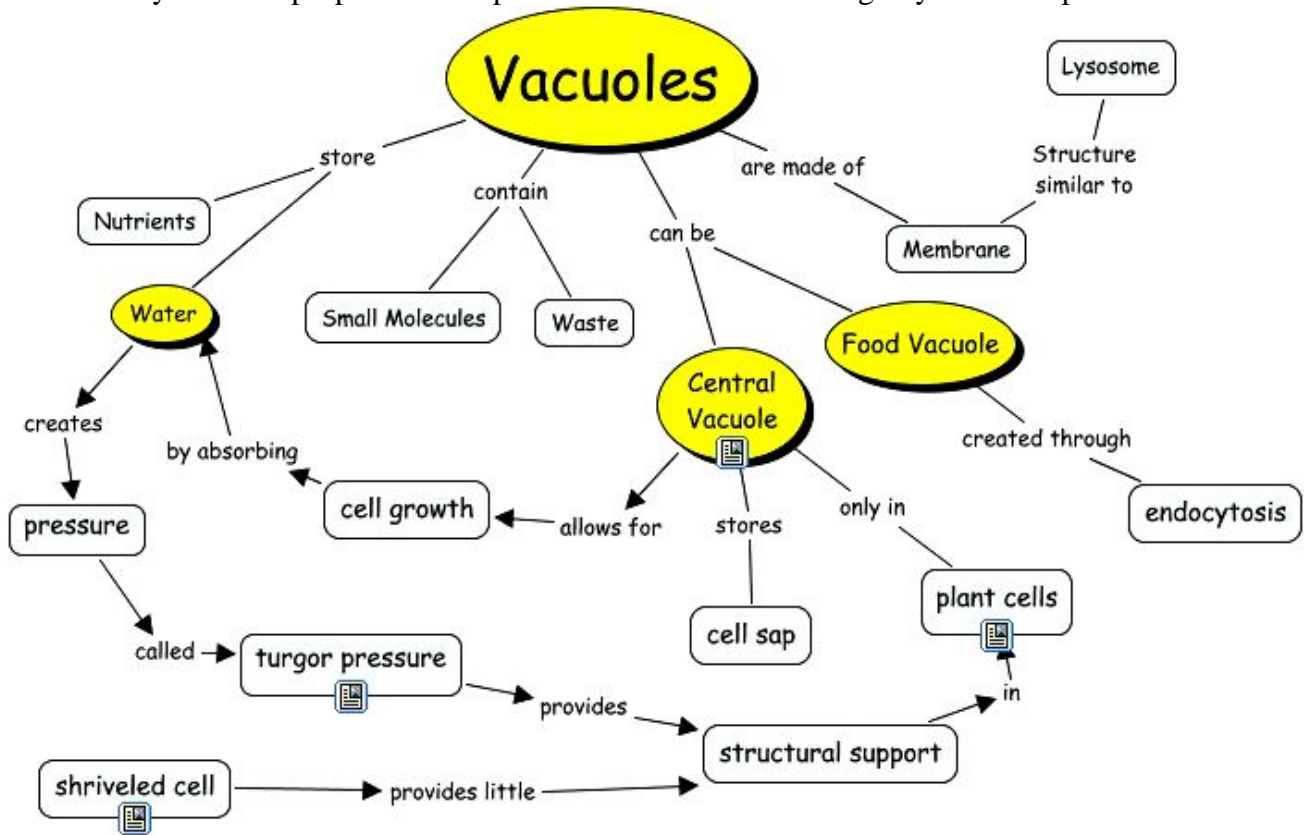 Vacuoles
Lysosome
store
are made of
Structure
similar to
contain
Nutrients
can be
Membrane
Water
Small Molecules
Waste
Food Vacuole
Central
Vacuole
creates
by absorbing
created through
cell growth
allows for
stores
only in
endocytosis
pressure
plant cells
cell sap
called
turgor pressure
provides
in
structural support
shriveled cell
provides little